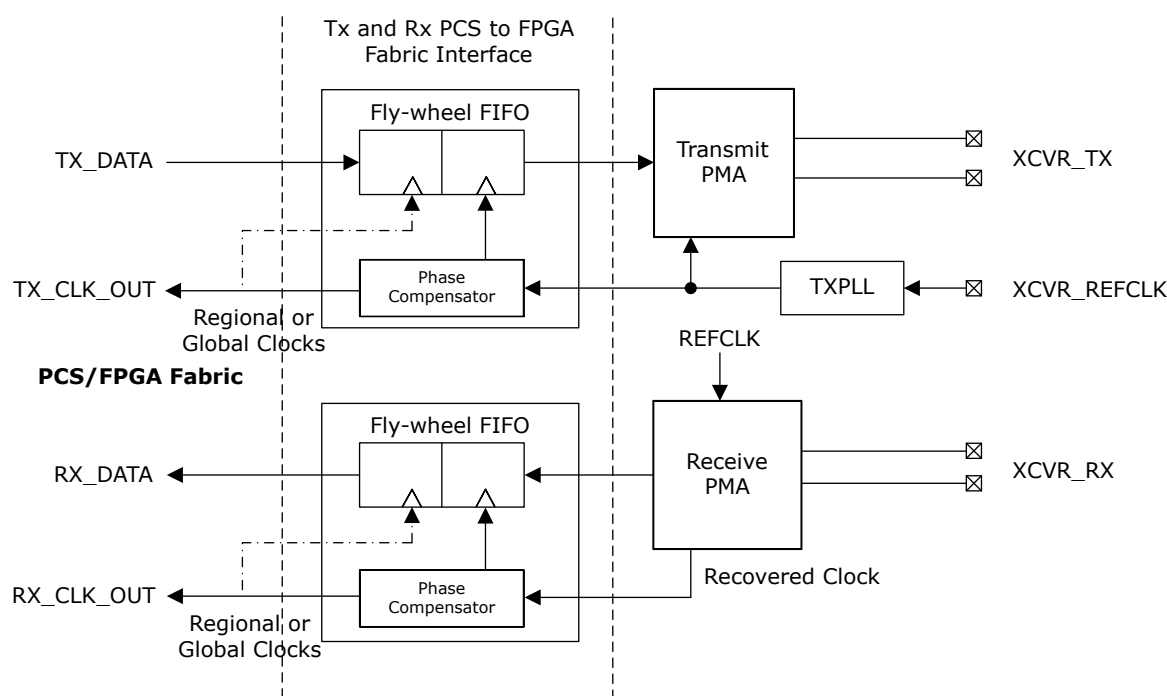 Tx and Rx PCS to FPGA
Fabric Interface
Fly-wheel FIFO
TX_DATA
Transmit
PMA
XCVR_TX
TX_CLK_OUT
Phase
Compensator
TXPLL
XCVR_REFCLK
Regional or
Global Clocks
REFCLK
PCS/FPGA Fabric
Fly-wheel FIFO
RX_DATA
Receive
PMA
XCVR_RX
Recovered Clock
RX_CLK_OUT
Phase
Compensator
Regional or
Global Clocks